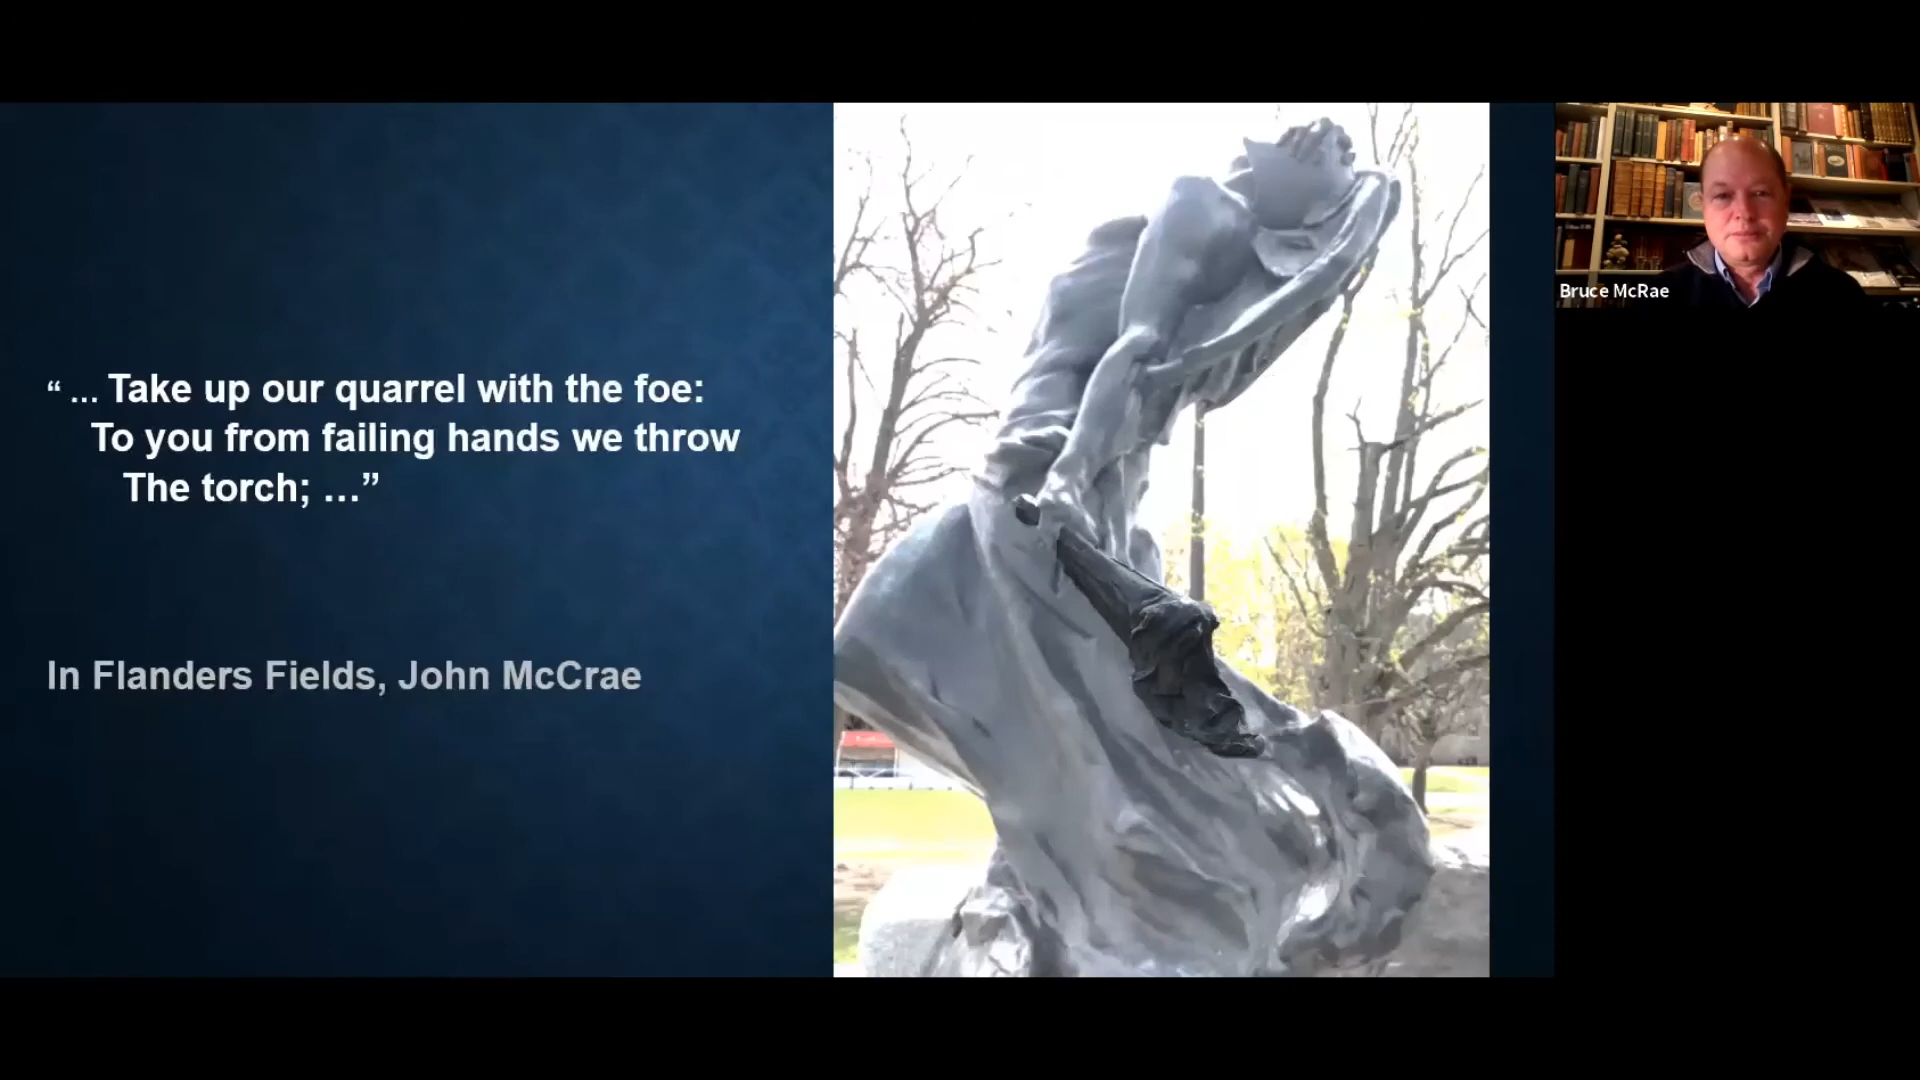 “ ... Take up our quarrel with the foe:
To you from failing hands we throw
The torch; ...”
In Flanders Fields, John McCrae
Bruce McRae